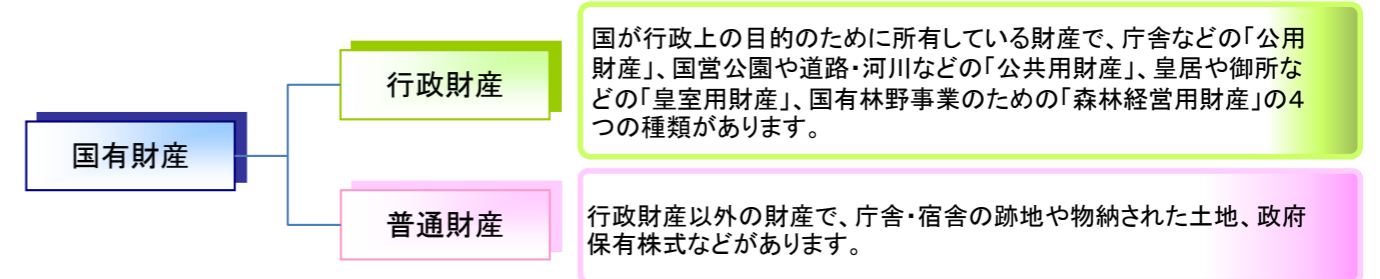 国有財産
行政財産
国が行政上の目的のために所有している財産で、庁舎などの「公用
財産」、国営公園や道路・河川などの「公共用財産」、皇居や御所な
どの「皇室用財産」、国有林野事業のための「森林経営用財産」の4
つの種類があります。
普通財産
行政財産以外の財産で、庁舎・宿舎の跡地や物納された土地、政府
保有株式などがあります。